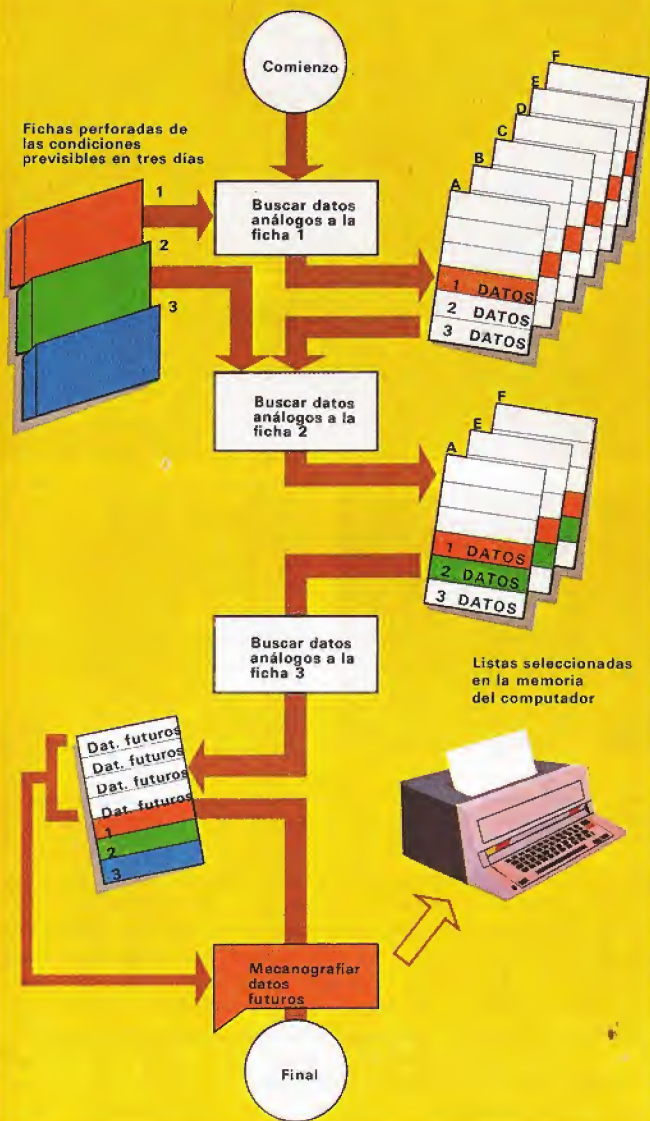 Comienzo
Fichas perforadas de
las condiciones
previsibles en tres días
1
2
3
Buscar datos
análogos a la
ficha 1
F
E
D
C
B
A
1 DATOS
2 DATOS
3 DATOS
Buscar datos
análogos a la
ficha 2
F
E
A
1 DATOS
2 DATOS
3 DATOS
Buscar datos
análogos a la
ficha 3
Listas seleccionadas
en la memoria
del computador
Dat. futuros
Dat. futuros
Dat. futuros
Dat. futuros
1
2
3
Mecanografiar
datos
futuros
Final